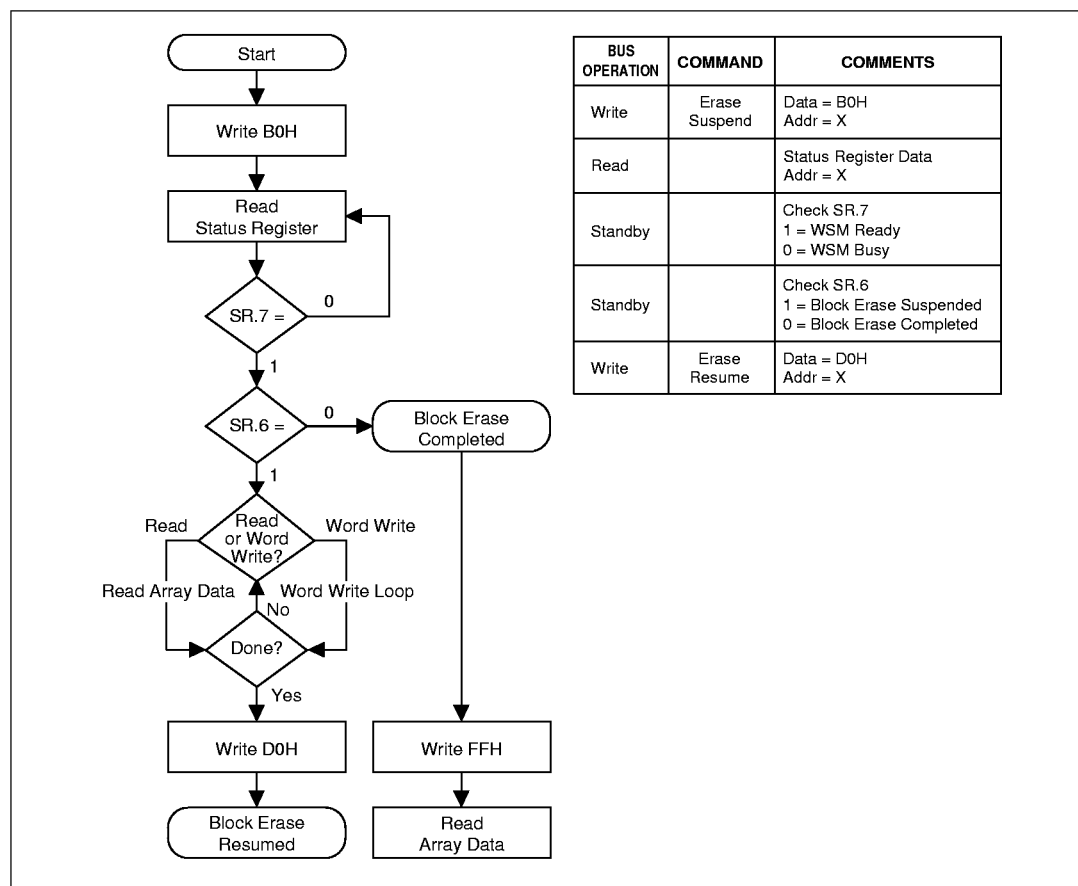 Start
Write B0H
Read
Status Register
SR.7 =
0
1
SR.6 =
0
Block Erase
Completed
1
Read
or Word
Write?
Read
Word Write
Read Array Data
Word Write Loop
No
Done?
Yes
Write D0H
Write FFH
Block Erase
Resumed
Read
Array Data
BUS
OPERATION
COMMAND
COMMENTS
Write
Erase
Suspend
Data = B0H
Addr = X
Read
Status Register Data
Addr = X
Standby
Check SR.7
1 = WSM Ready
0 = WSM Busy
Standby
Check SR.6
1 = Block Erase Suspended
0 = Block Erase Completed
Write
Erase
Resume
Data = D0H
Addr = X